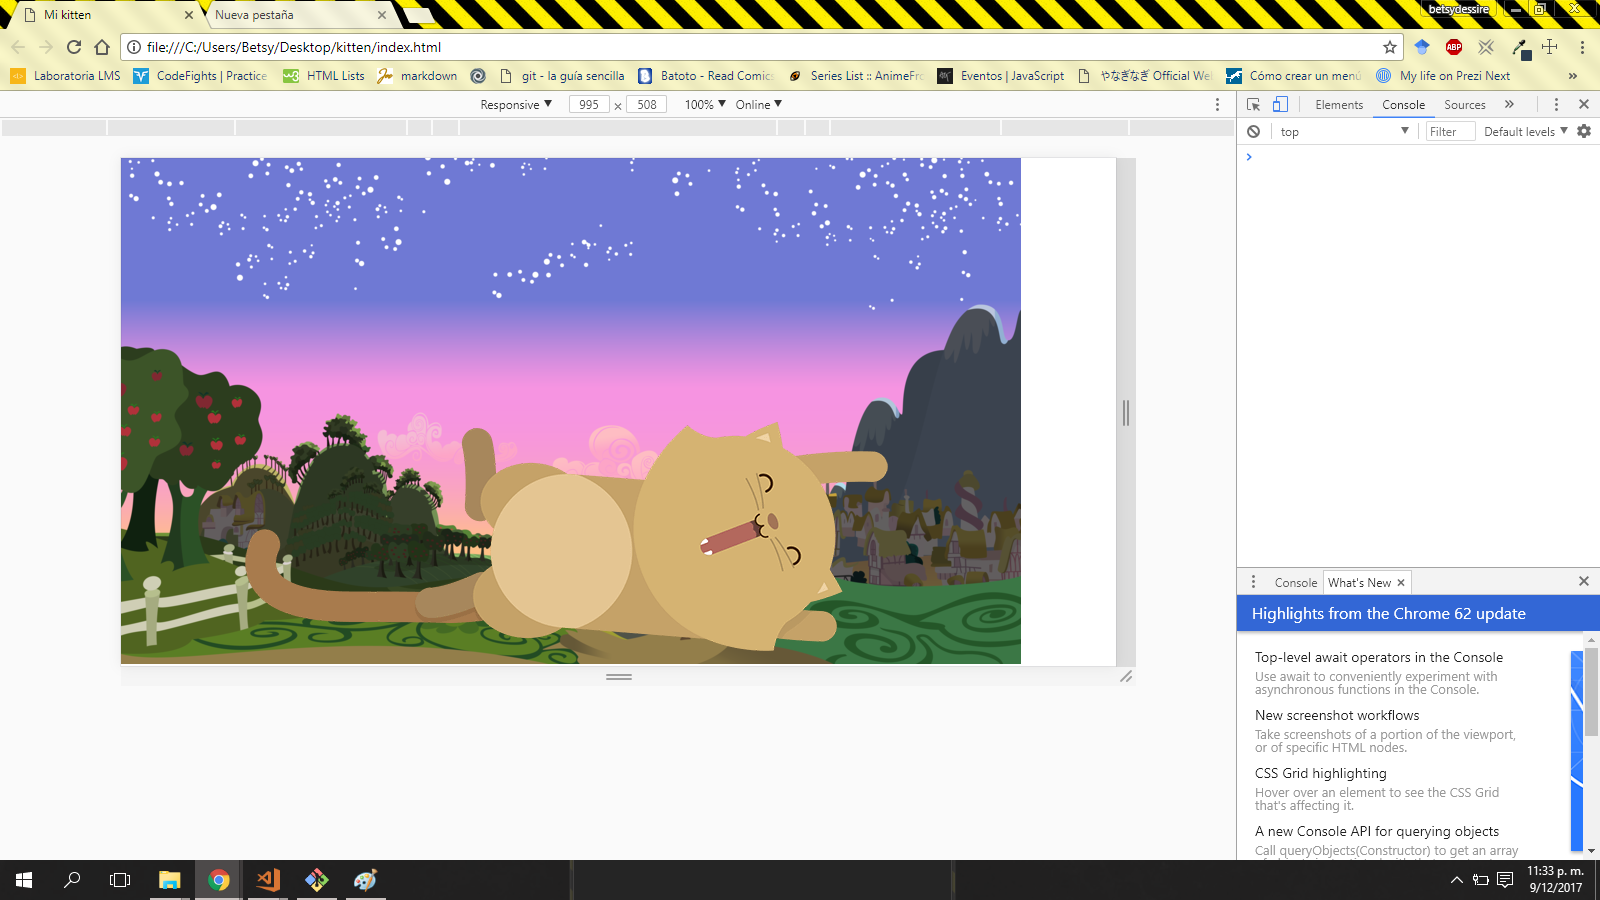 Mi kitten
Nueva pestaña
betsydessire
file:///C:/Users/Betsy/Desktop/kitten/index.html
ABP
Laboratoria LMS
CodeFights | Practice
HTML Lists
markdown
git - la guía sencilla
Batoto - Read Comics
Series List :: AnimeFro
Eventos | JavaScript
やなぎなぎ Official We
Cómo crear un menú
My life on Prezi Next
»
Responsive ▼ 995 x 508 100% ▼ Online ▼
Elements Console Sources »
top ▼ Filter Default levels ▼
>
Console What's New ×
Highlights from the Chrome 62 update
Top-level await operators in the Console
Use await to conveniently experiment with
asynchronous functions in the Console.
New screenshot workflows
Take screenshots of a portion of the viewport,
or of specific HTML nodes.
CSS Grid highlighting
Hover over an element to see the CSS Grid
that's affecting it.
A new Console API for querying objects
Call queryObjects(Constructor) to get an array
11:33 p. m.
9/12/2017